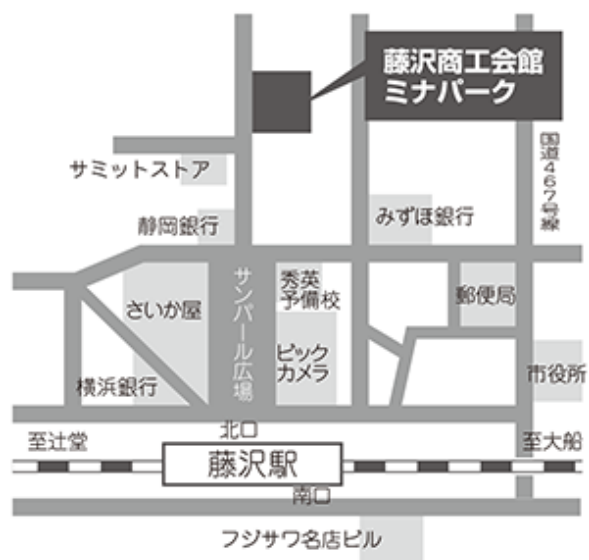 藤沢商工会館
ミナパーク
国道467号線
サミットストア
静岡銀行
みずほ銀行
さいか屋
サンパール広場
秀英
予備校
郵便局
ビック
カメラ
横浜銀行
市役所
北口
至辻堂
藤沢駅
至大船
南口
フジサワ名店ビル